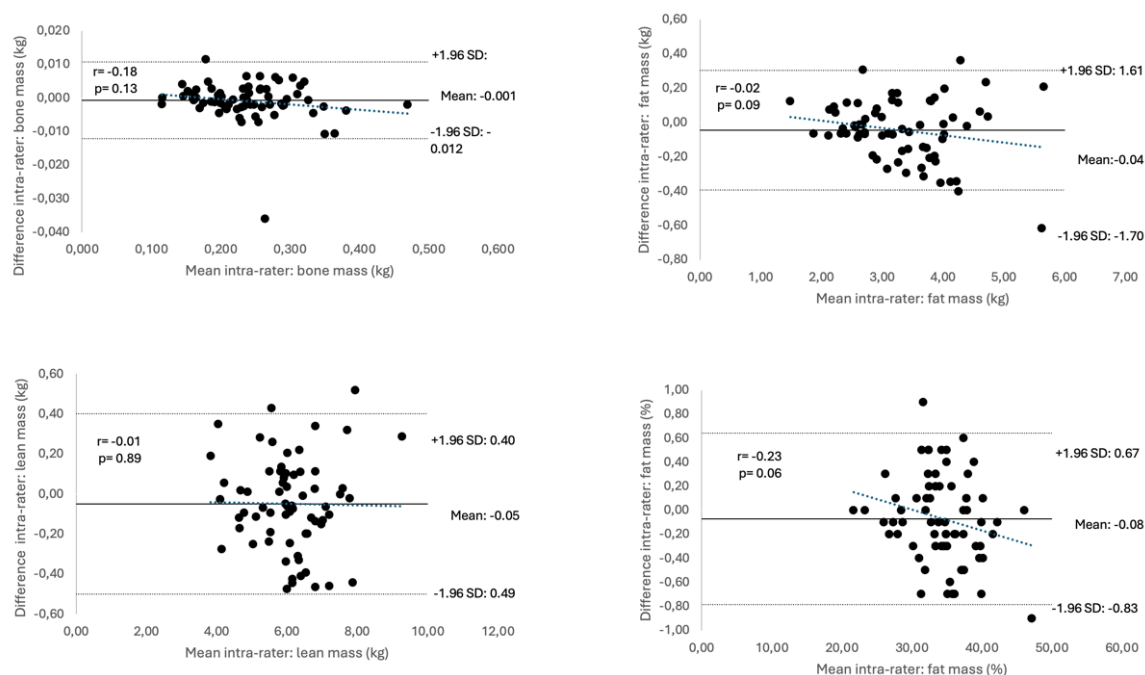 Difference intra-rater: bone mass (kg)
0,020
0,010
0,000
-0,010
-0,020
-0,030
-0,040
r= -0.18
p= 0.13
+1.96 SD:
Mean: -0.001
-1.96 SD: -
0.012
0,000 0,100 0,200 0,300 0,400 0,500 0,600
Mean intra-rater: bone mass (kg)
Difference intra-rater: fat mass (kg)
0,60
0,40
0,20
0,00
-0,20
-0,40
-0,60
-0,80
r= -0.02
p= 0.09
+1.96 SD: 1.61
Mean:-0.04
-1.96 SD: -1.70
0,00 1,00 2,00 3,00 4,00 5,00 6,00 7,00
Mean intra-rater: fat mass (kg)
Difference intra-rater: lean mass (kg)
0,60
0,40
0,20
0,00
-0,20
-0,40
-0,60
r= -0.01
p= 0.89
+1.96 SD: 0.40
Mean: -0.05
-1.96 SD: 0.49
0,00 2,00 4,00 6,00 8,00 10,00 12,00
Mean intra-rater: lean mass (kg)
Difference intra-rater: fat mass (%)
1,00
0,80
0,60
0,40
0,20
0,00
-0,20
-0,40
-0,60
-0,80
-1,00
r= -0.23
p= 0.06
+1.96 SD: 0.67
Mean: -0.08
-1.96 SD: -0.83
0,00 10,00 20,00 30,00 40,00 50,00 60,00
Mean intra-rater: fat mass (%)